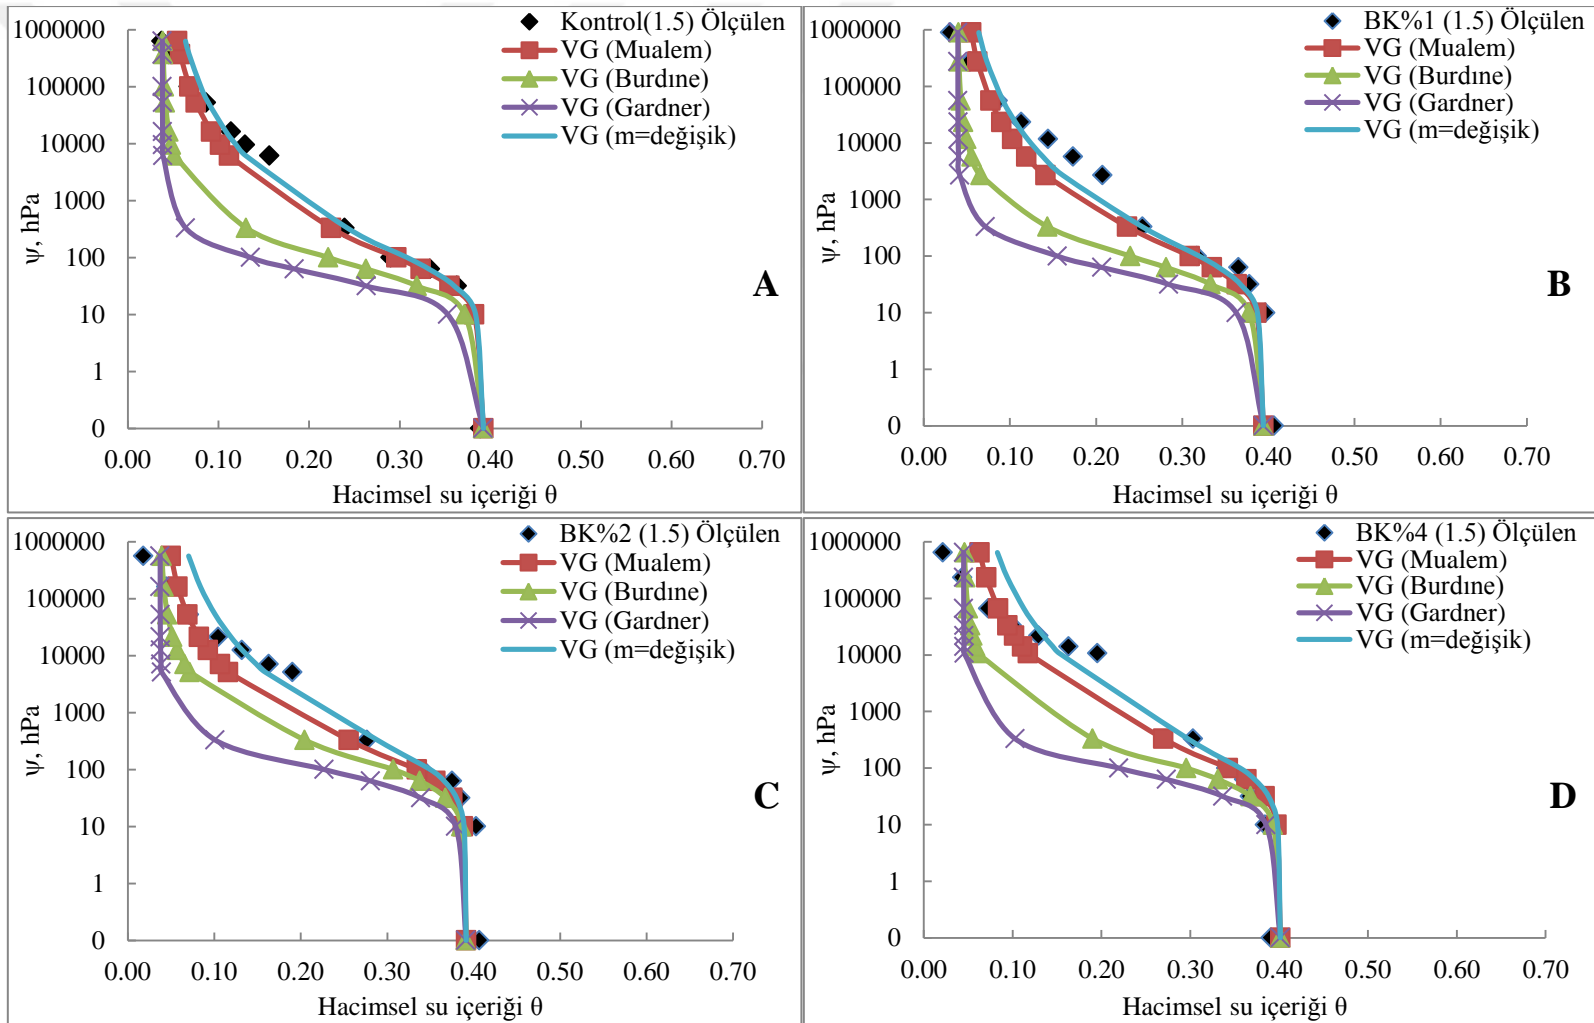 Kontrol(1.5) Ölçülen
VG (Mualem)
VG (Burdıne)
VG (Gardner)
VG (m=değişik)
1000000
100000
10000
1000
100
10
1
0
ψ, hPa
A
0.00 0.10 0.20 0.30 0.40 0.50 0.60 0.70
Hacimsel su içeriği θ
BK%1 (1.5) Ölçülen
VG (Mualem)
VG (Burdıne)
VG (Gardner)
VG (m=değişik)
1000000
100000
10000
1000
100
10
1
0
ψ, hPa
B
0.00 0.10 0.20 0.30 0.40 0.50 0.60 0.70
Hacimsel su içeriği θ
BK%2 (1.5) Ölçülen
VG (Mualem)
VG (Burdıne)
VG (Gardner)
VG (m=değişik)
1000000
100000
10000
1000
100
10
1
0
ψ, hPa
C
0.00 0.10 0.20 0.30 0.40 0.50 0.60 0.70
Hacimsel su içeriği θ
BK%4 (1.5) Ölçülen
VG (Mualem)
VG (Burdıne)
VG (Gardner)
VG (m=değişik)
1000000
100000
10000
1000
100
10
1
0
ψ, hPa
D
0.00 0.10 0.20 0.30 0.40 0.50 0.60 0.70
Hacimsel su içeriği θ